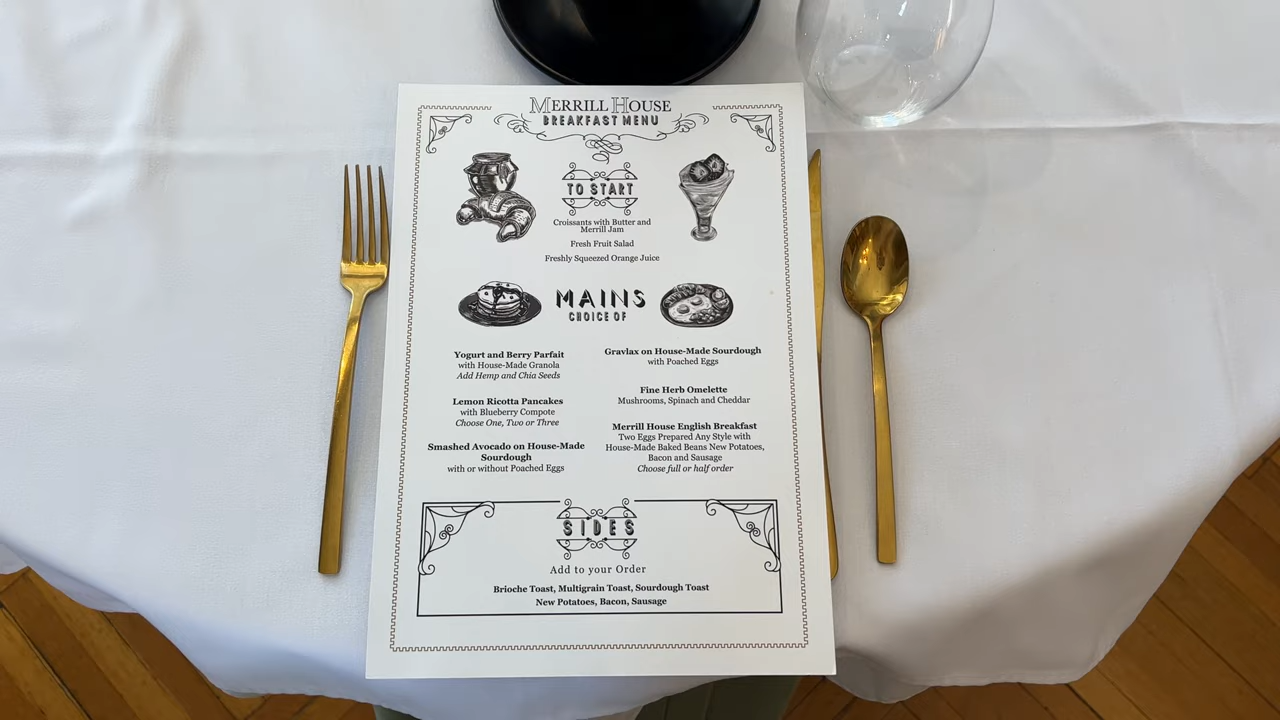 MERRILL HOUSE
BREAKFAST MENU
TO START
Croissants with Butter and
Merrill Jam
Fresh Fruit Salad
Freshly Squeezed Orange Juice
MAINS
CHOICE OF
Yogurt and Berry Parfait
with House-Made Granola
Add Hemp and Chia Seeds
Lemon Ricotta Pancakes
with Blueberry Compote
Choose One, Two or Three
Smashed Avocado on House-Made
Sourdough
with or without Poached Eggs
Gravlax on House-Made Sourdough
with Poached Eggs
Fine Herb Omelette
Mushrooms, Spinach and Cheddar
Merrill House English Breakfast
Two Eggs Prepared Any Style with
House-Made Baked Beans New Potatoes,
Bacon and Sausage
Choose full or half order
SIDES
Add to your Order
Brioche Toast, Multigrain Toast, Sourdough Toast
New Potatoes, Bacon, Sausage